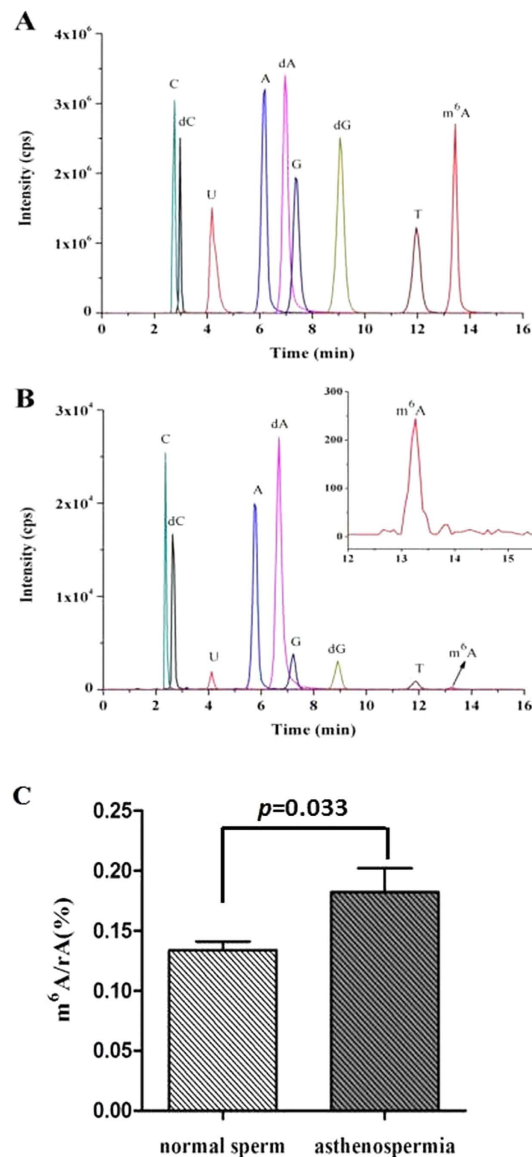 A
4x10⁶
3x10⁶
2x10⁶
1x10⁶
0
Intensity (cps)
C
dC
U
A
dA
G
dG
T
m⁶A
0 2 4 6 8 10 12 14 16
Time (min)
B
3x10⁴
2x10⁴
1x10⁴
0
Intensity (cps)
C
dC
U
A
dA
G
dG
T
m⁶A
0 2 4 6 8 10 12 14 16
Time (min)
300
200
100
0
m⁶A
12 13 14 15
C
p=0.033
0.25
0.20
0.15
0.10
0.05
0.00
m⁶A/rA(%)
normal sperm asthenospermia